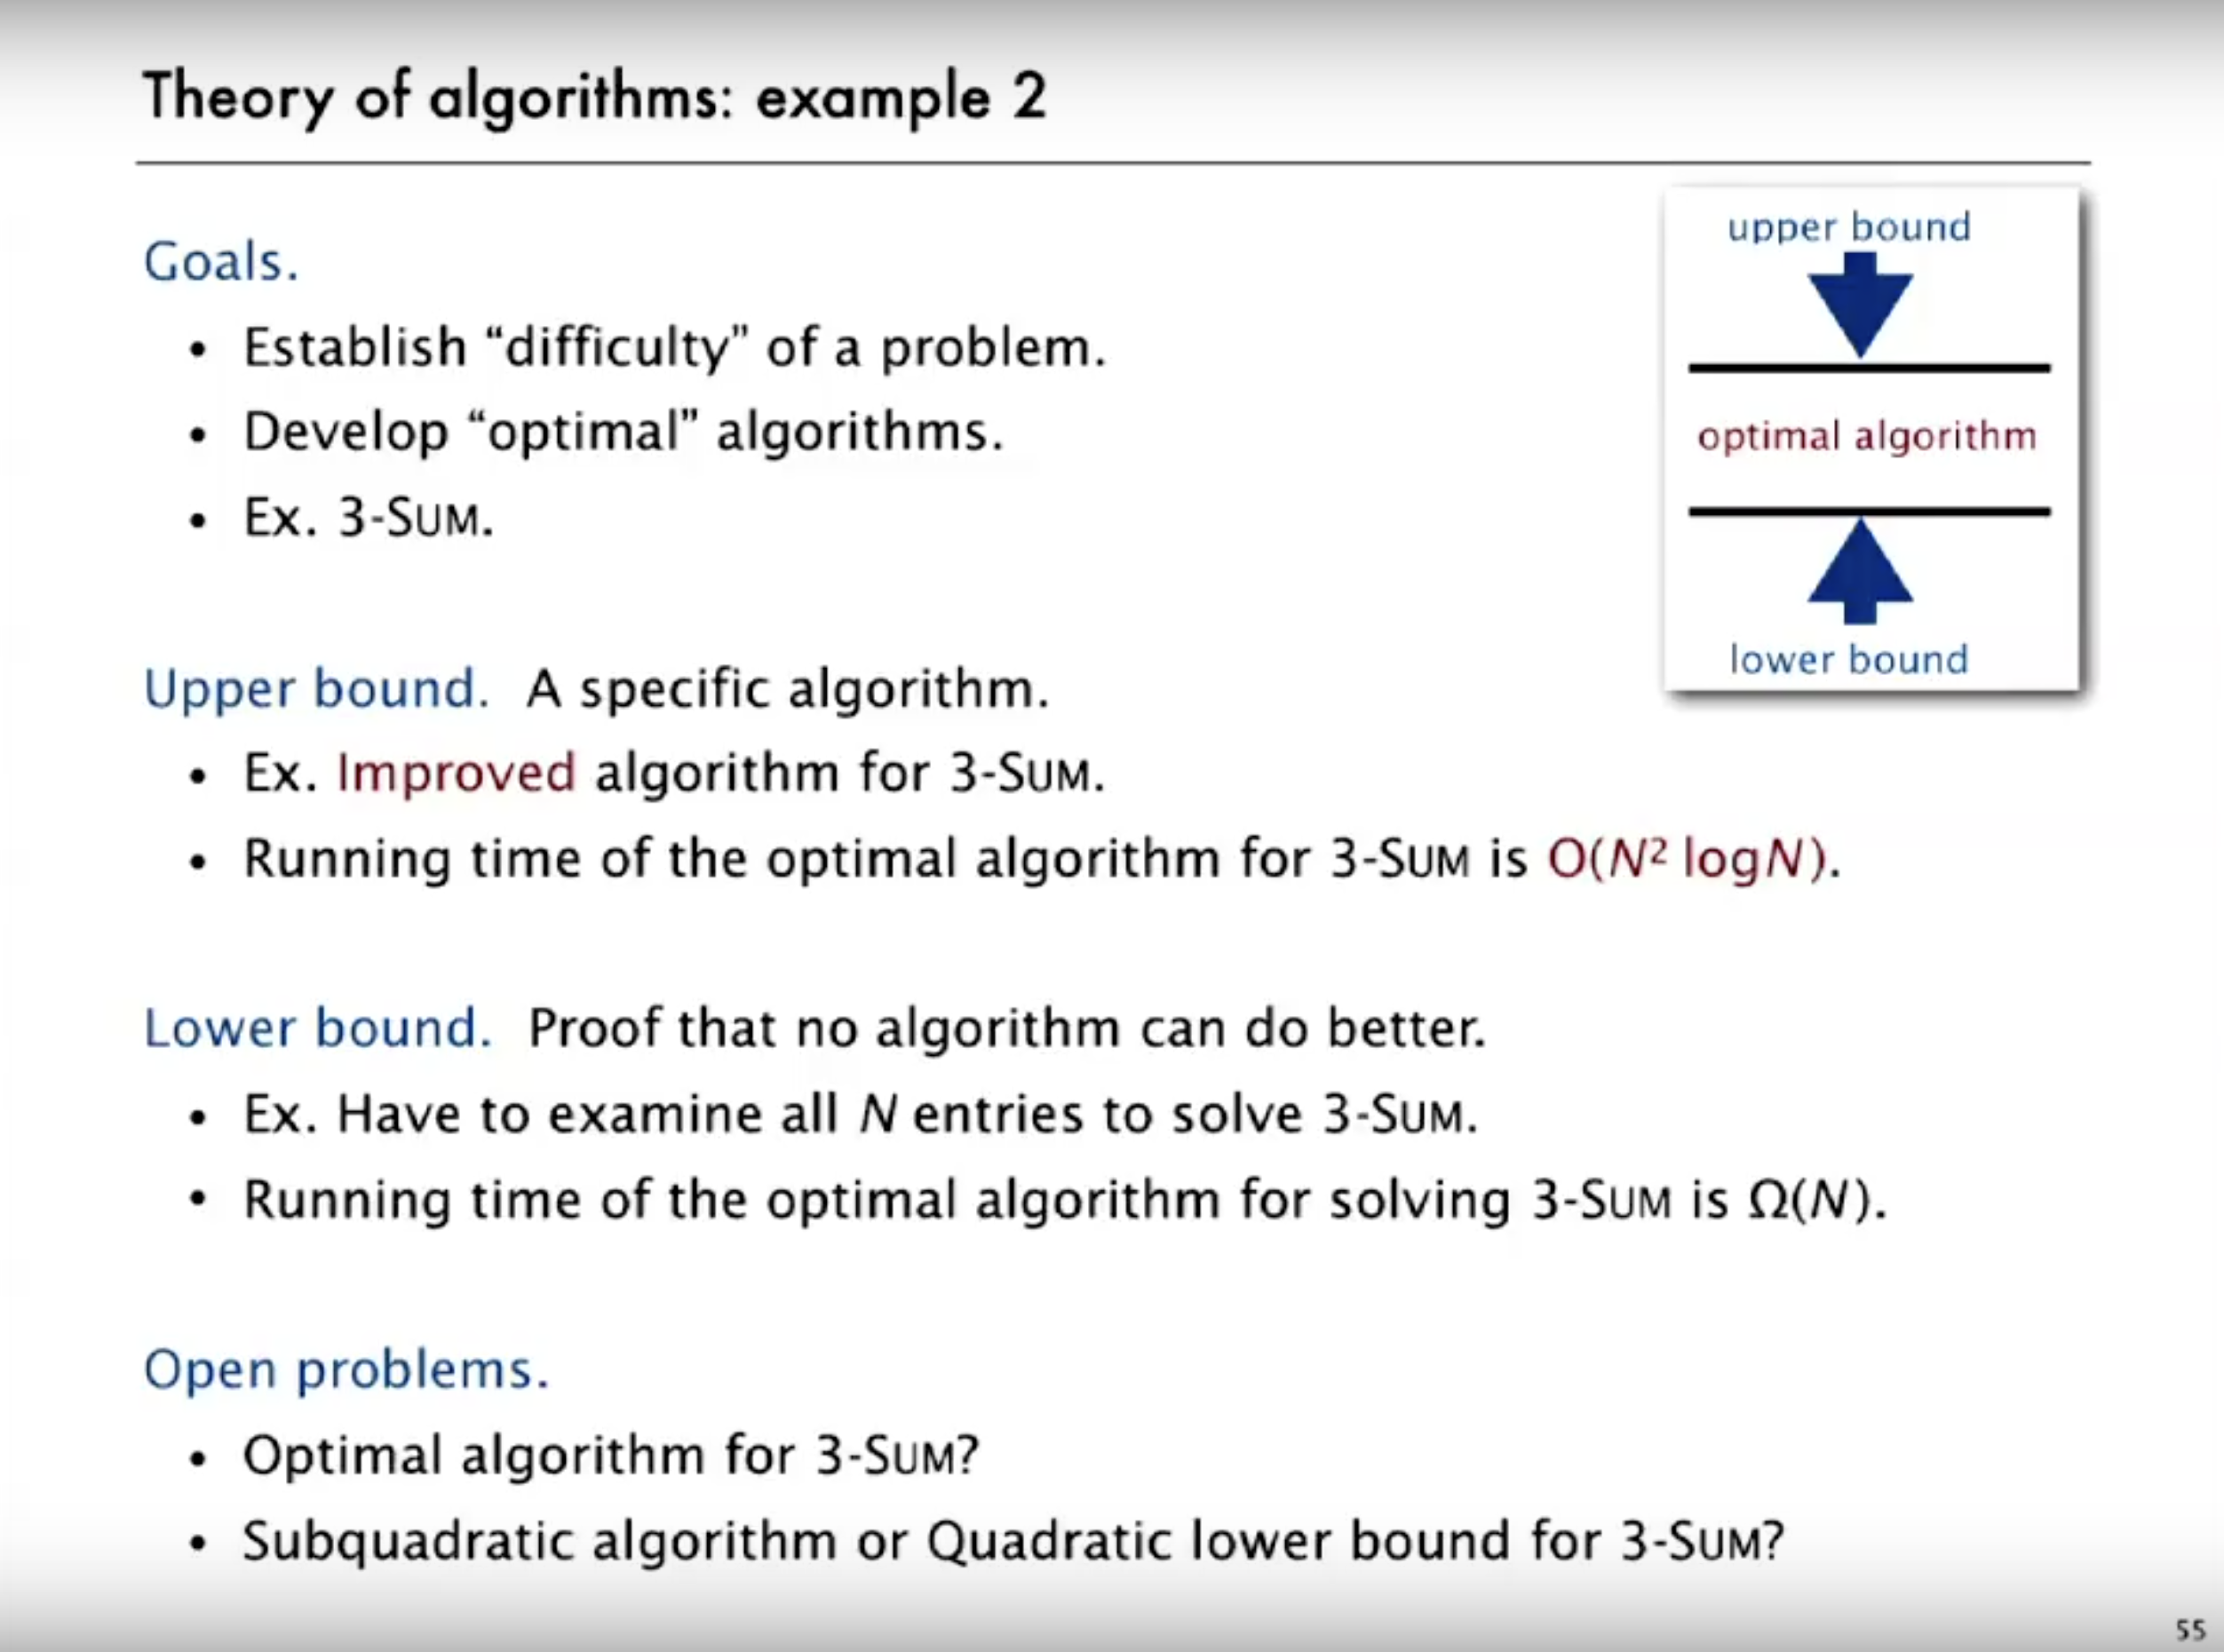 Theory of algorithms: example 2
Goals.
• Establish “difficulty” of a problem.
• Develop “optimal” algorithms.
• Ex. 3-SUM.
upper bound
optimal algorithm
lower bound
Upper bound. A specific algorithm.
• Ex. Improved algorithm for 3-SUM.
• Running time of the optimal algorithm for 3-SUM is O(N² logN).
Lower bound. Proof that no algorithm can do better.
• Ex. Have to examine all N entries to solve 3-SUM.
• Running time of the optimal algorithm for solving 3-SUM is Ω(N).
Open problems.
• Optimal algorithm for 3-SUM?
• Subquadratic algorithm or Quadratic lower bound for 3-SUM?
55